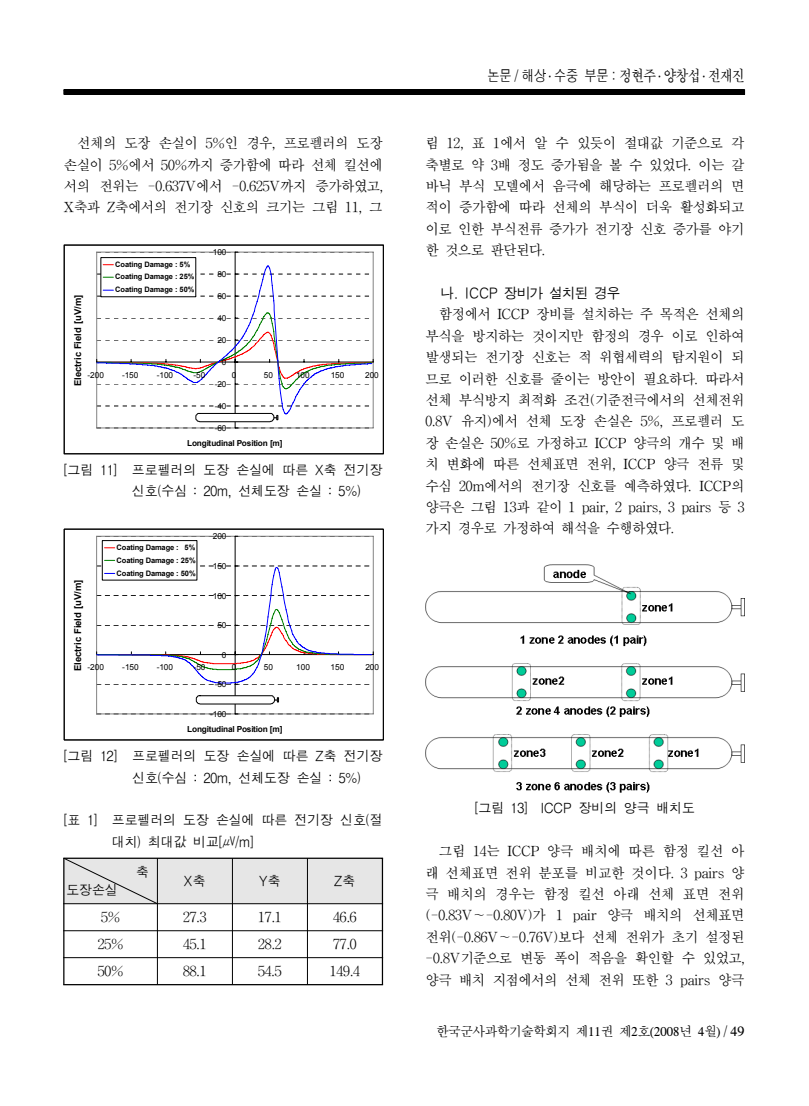 논문 / 해상·수중 부문 : 정현주·양창섭·전재진
선체의 도장 손실이 5%인 경우, 프로펠러의 도장
손실이 5%에서 50%까지 증가함에 따라 선체 킬선에
서의 전위는 -0.637V에서 -0.625V까지 증가하였고,
X축과 Z축에서의 전기장 신호의 크기는 그림 11, 그
Electric Field [uV/m]
Coating Damage : 5%
Coating Damage : 25%
Coating Damage : 50%
100
80
60
40
20
0
-20
-40
-60
-200 -150 -100 -50 0 50 100 150 200
Longitudinal Position [m]
[그림 11] 프로펠러의 도장 손실에 따른 X축 전기장
신호(수심 : 20m, 선체도장 손실 : 5%)
Electric Field [uV/m]
Coating Damage : 5%
Coating Damage : 25%
Coating Damage : 50%
200
150
100
50
0
-50
-100
-200 -150 -100 -50 0 50 100 150 200
Longitudinal Position [m]
[그림 12] 프로펠러의 도장 손실에 따른 Z축 전기장
신호(수심 : 20m, 선체도장 손실 : 5%)
[표 1] 프로펠러의 도장 손실에 따른 전기장 신호(절
대치) 최대값 비교[㎶/m]
축
도장손실 X축 Y축 Z축
5% 27.3 17.1 46.6
25% 45.1 28.2 77.0
50% 88.1 54.5 149.4
림 12, 표 1에서 알 수 있듯이 절대값 기준으로 각
축별로 약 3배 정도 증가됨을 볼 수 있었다. 이는 갈
바닉 부식 모델에서 음극에 해당하는 프로펠러의 면
적이 증가함에 따라 선체의 부식이 더욱 활성화되고
이로 인한 부식전류 증가가 전기장 신호 증가를 야기
한 것으로 판단된다.
나. ICCP 장비가 설치된 경우
함정에서 ICCP 장비를 설치하는 주 목적은 선체의
부식을 방지하는 것이지만 함정의 경우 이로 인하여
발생되는 전기장 신호는 적 위협세력의 탐지원이 되
므로 이러한 신호를 줄이는 방안이 필요하다. 따라서
선체 부식방지 최적화 조건(기준전극에서의 선체전위
0.8V 유지)에서 선체 도장 손실은 5%, 프로펠러 도
장 손실은 50%로 가정하고 ICCP 양극의 개수 및 배
치 변화에 따른 선체표면 전위, ICCP 양극 전류 및
수심 20m에서의 전기장 신호를 예측하였다. ICCP의
양극은 그림 13과 같이 1 pair, 2 pairs, 3 pairs 등 3
가지 경우로 가정하여 해석을 수행하였다.
anode
zone1
1 zone 2 anodes (1 pair)
zone2 zone1
2 zone 4 anodes (2 pairs)
zone3 zone2 zone1
3 zone 6 anodes (3 pairs)
[그림 13] ICCP 장비의 양극 배치도
그림 14는 ICCP 양극 배치에 따른 함정 킬선 아
래 선체표면 전위 분포를 비교한 것이다. 3 pairs 양
극 배치의 경우는 함정 킬선 아래 선체 표면 전위
(-0.83V～-0.80V)가 1 pair 양극 배치의 선체표면
전위(-0.86V～-0.76V)보다 선체 전위가 초기 설정된
-0.8V기준으로 변동 폭이 적음을 확인할 수 있었고,
양극 배치 지점에서의 선체 전위 또한 3 pairs 양극
한국군사과학기술학회지 제11권 제2호(2008년 4월) / 49